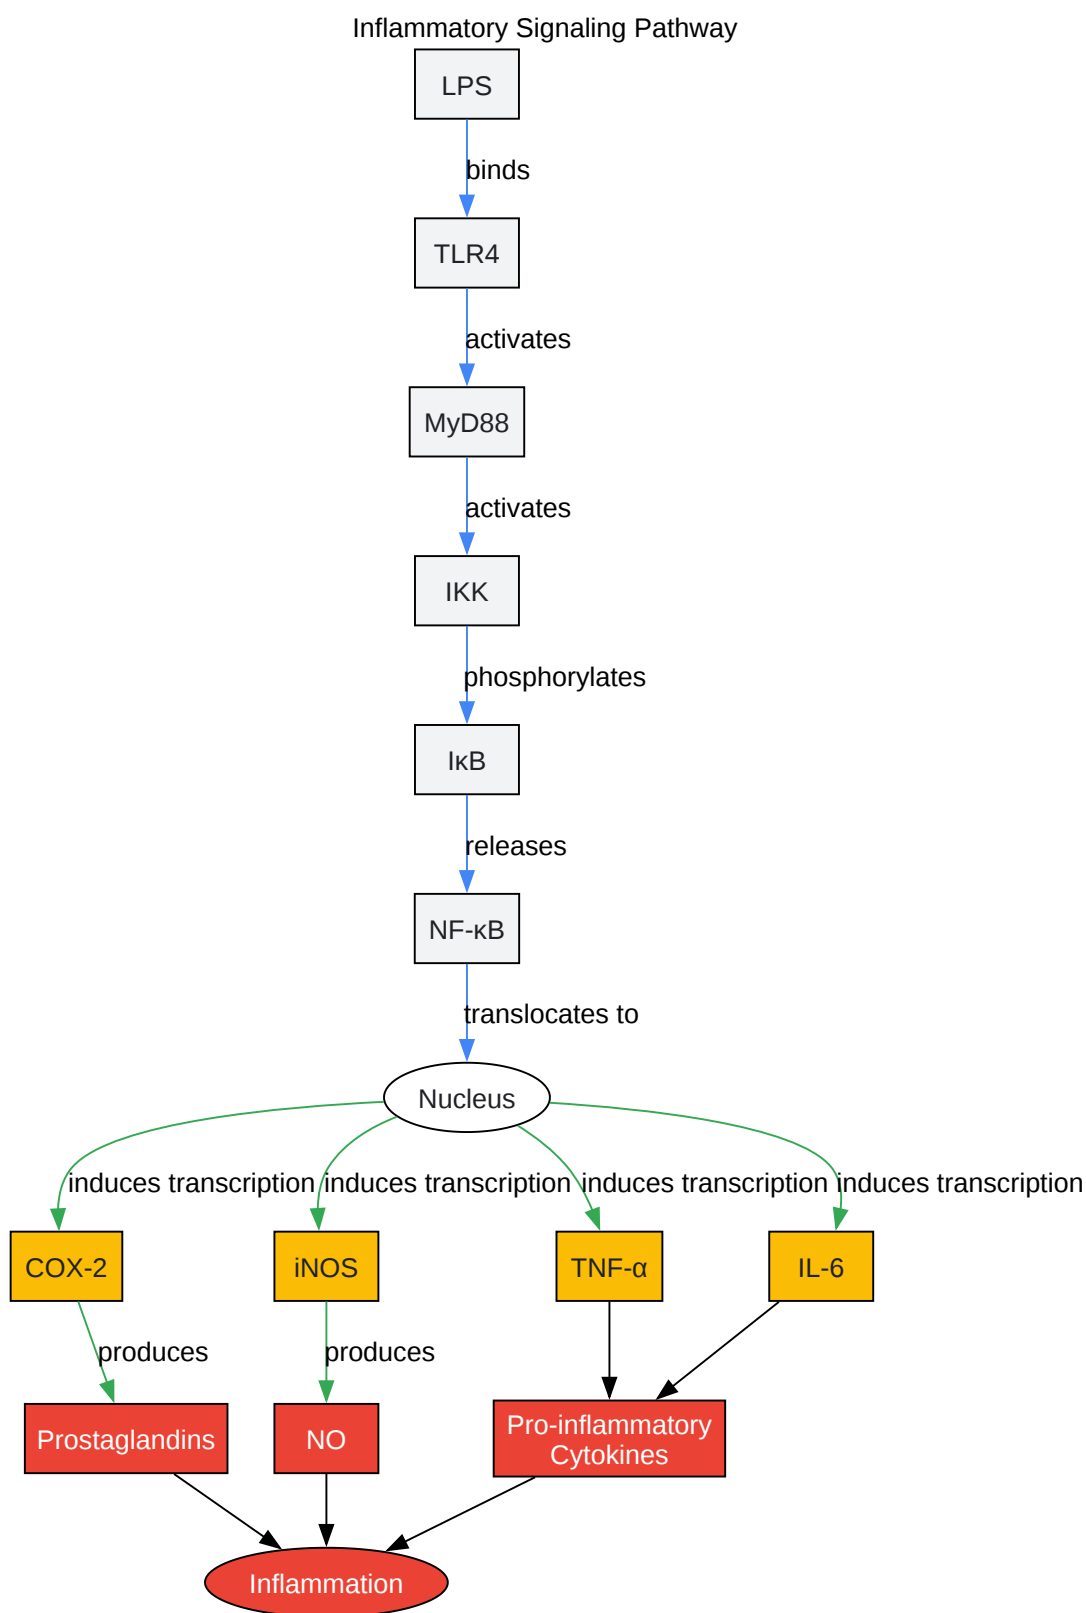 Inflammatory Signaling Pathway
LPS
binds
TLR4
activates
MyD88
activates
IKK
phosphorylates
IκB
releases
NF-κB
translocates to
Nucleus
induces transcription
induces transcription
induces transcription
induces transcription
COX-2
iNOS
TNF-α
IL-6
produces
produces
Prostaglandins
NO
Pro-inflammatory
Cytokines
Inflammation